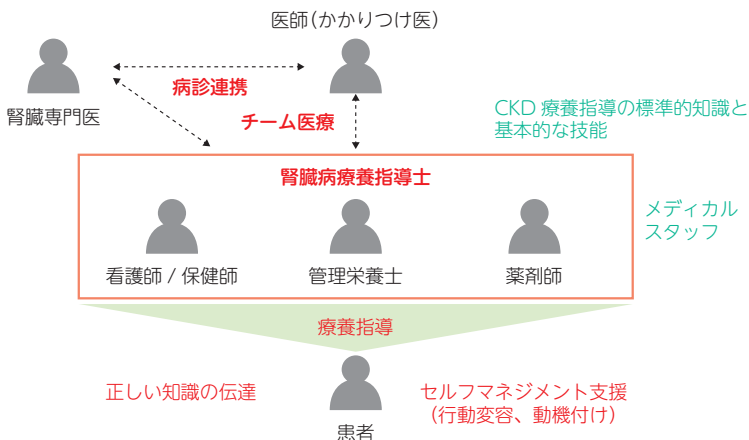 医師（かかりつけ医）
腎臓専門医
病診連携
チーム医療
CKD 療養指導の標準的知識と
基本的な技能
腎臓病療養指導士
メディカル
スタッフ
看護師 / 保健師
管理栄養士
薬剤師
療養指導
正しい知識の伝達
セルフマネジメント支援
（行動変容、動機付け）
患者